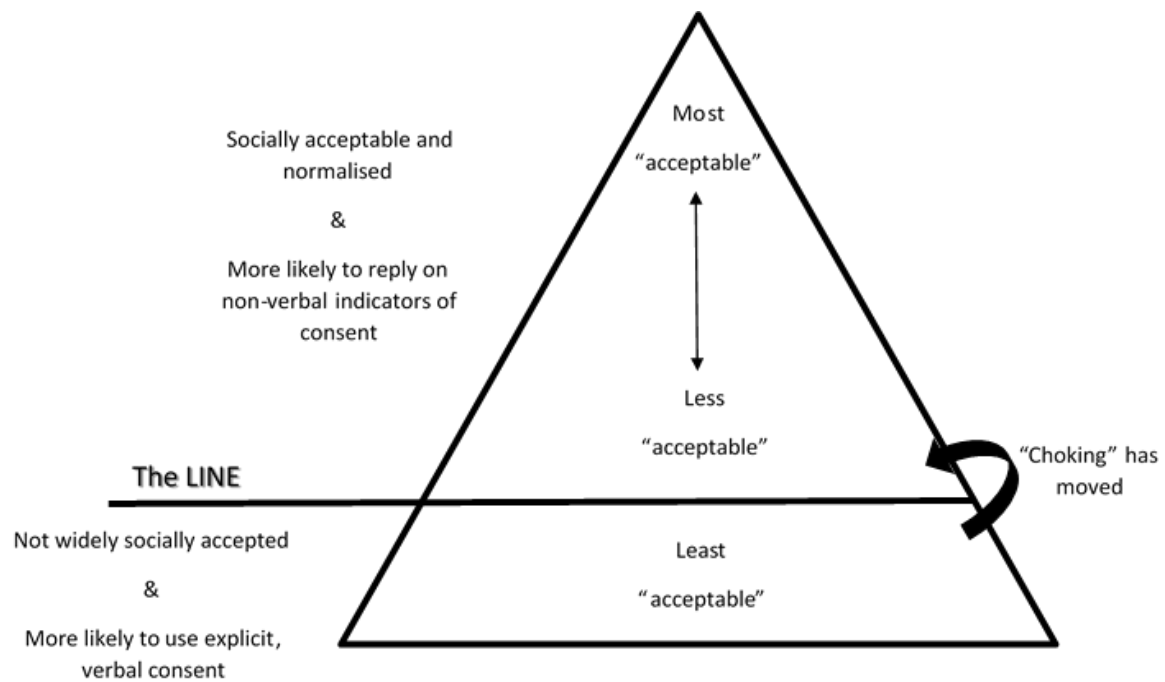 Most
“acceptable”
Socially acceptable and
normalised
&
More likely to reply on
non-verbal indicators of
consent
Less
“acceptable”
“Choking” has
moved
The LINE
Not widely socially accepted
&
More likely to use explicit,
verbal consent
Least
“acceptable”